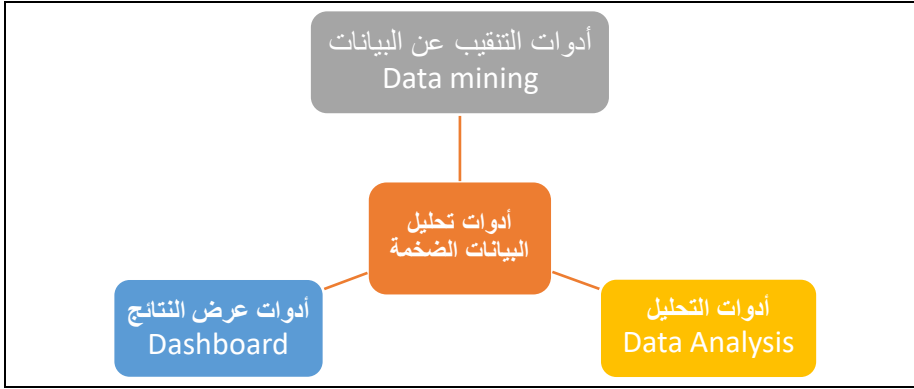 أدوات التنقيب عن البيانات
Data mining
أدوات تحليل
البيانات الضخمة
أدوات التحليل
Data Analysis
أدوات عرض النتائج
Dashboard